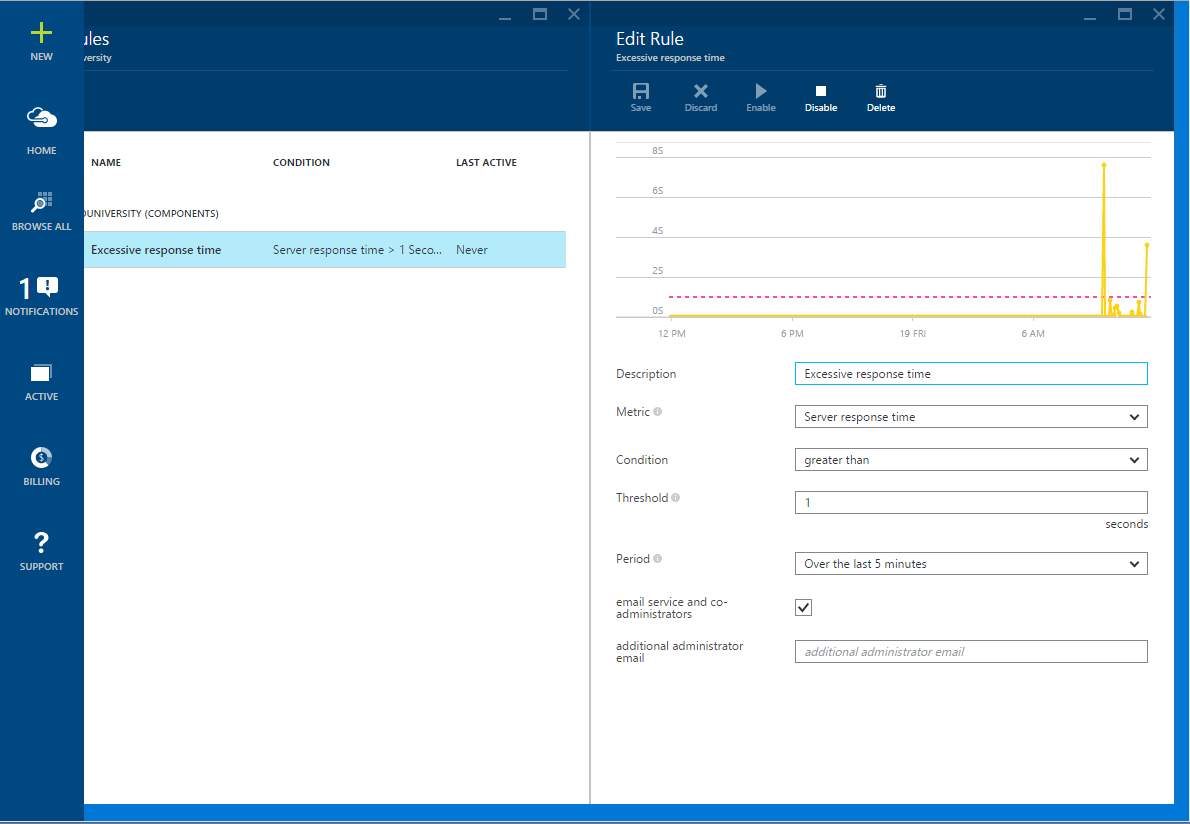 NEW
HOME
BROWSE ALL
1
NOTIFICATIONS
ACTIVE
BILLING
SUPPORT
ules
versity
NAME CONDITION LAST ACTIVE
OUNIVERSITY (COMPONENTS)
Excessive response time Server response time > 1 Seco... Never
Edit Rule
Excessive response time
Save Discard Enable Disable Delete
8S
6S
4S
2S
0S
12 PM 6 PM 19 FRI 6 AM
Description Excessive response time
Metric Server response time
Condition greater than
Threshold 1
seconds
Period Over the last 5 minutes
email service and co-
administrators
additional administrator
email
additional administrator email